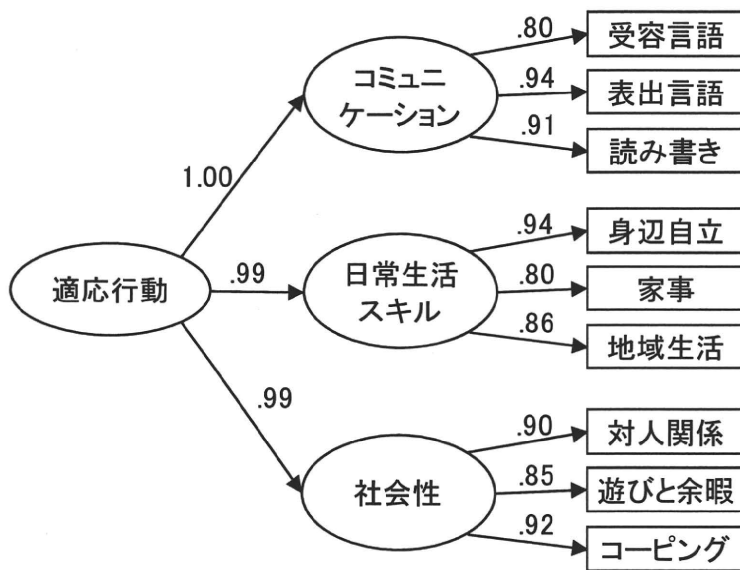 適応行動
1.00
.99
.99
コミュニ
ケーション
.80
.94
.91
受容言語
表出言語
読み書き
日常生活
スキル
.94
.80
.86
身辺自立
家事
地域生活
社会性
.90
.85
.92
対人関係
遊びと余暇
コーピング